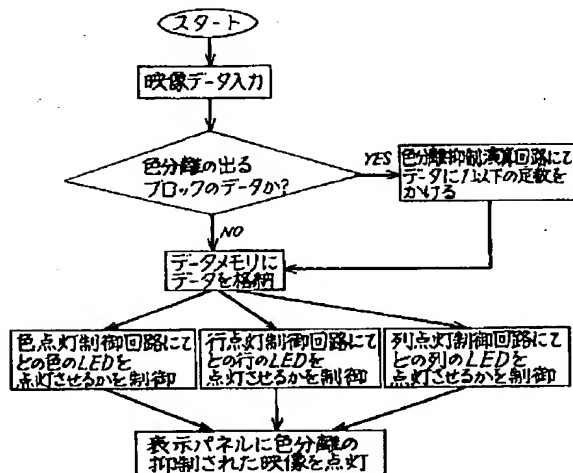 スタート
映像データ入力
色分離の出る
ブロックのデータか?
YES
色分離抑制演算回路にて
データに1以下の定数を
かける
NO
データメモリに
データを格納
色点灯制御回路にて
どの色のLEDを
点灯させるかを制御
行点灯制御回路にて
どの行のLEDを
点灯させるかを制御
列点灯制御回路にて
どの列のLEDを
点灯させるかを制御
表示パネルに色分離の
抑制された映像を点灯